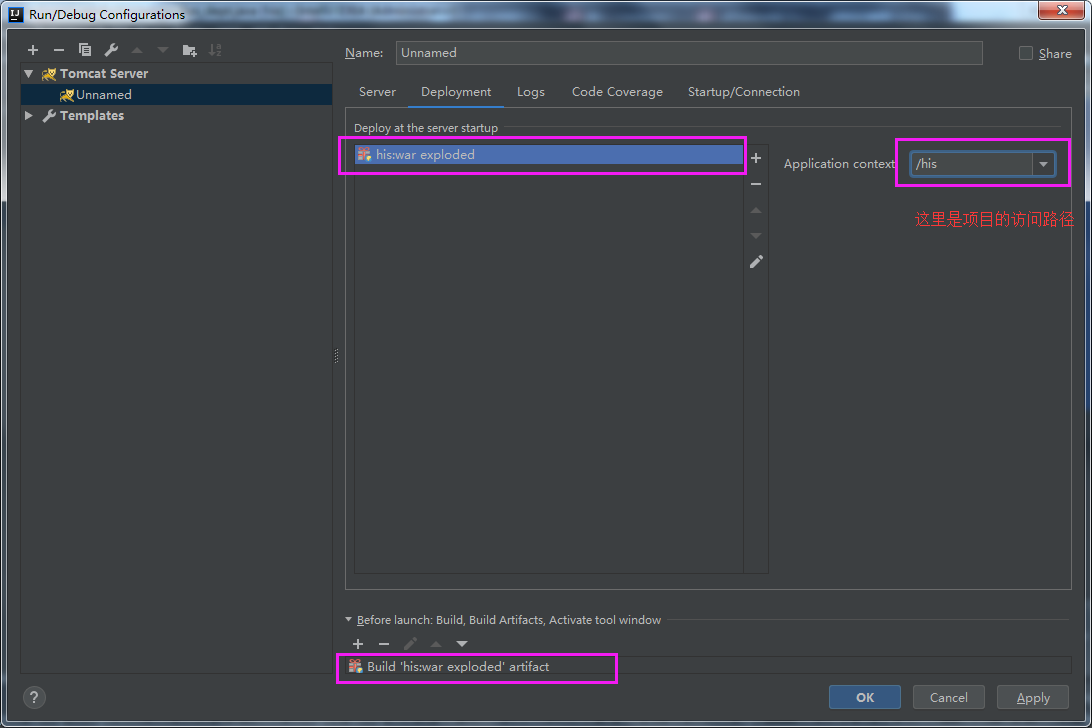 Run/Debug Configurations
Name: Unnamed
Share
Tomcat Server
Unnamed
Templates
Server Deployment Logs Code Coverage Startup/Connection
Deploy at the server startup
his:war exploded
Application context /his
这里是项目的访问路径
Before launch: Build, Build Artifacts, Activate tool window
Build 'his:war exploded' artifact
? OK Cancel Apply